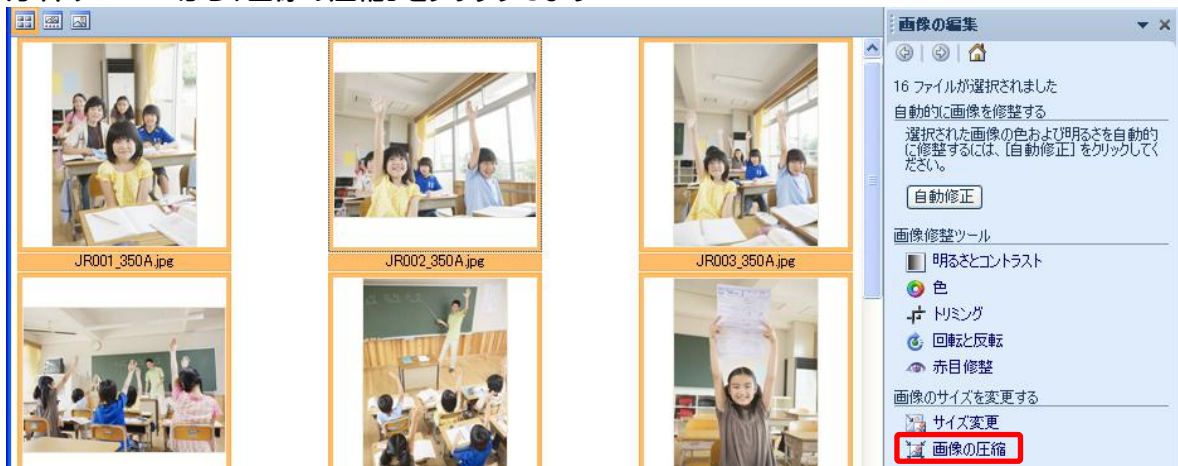 画像の編集
16 ファイルが選択されました
自動的に画像を修整する
選択された画像の色および明るさを自動的
に修整するには、[自動修正] をクリックしてく
ださい。
自動修正
画像修整ツール
明るさとコントラスト
色
トリミング
回転と反転
赤目修整
画像のサイズを変更する
サイズ変更
画像の圧縮
JR001_350A.jpg
JR002_350A.jpg
JR003_350A.jpg